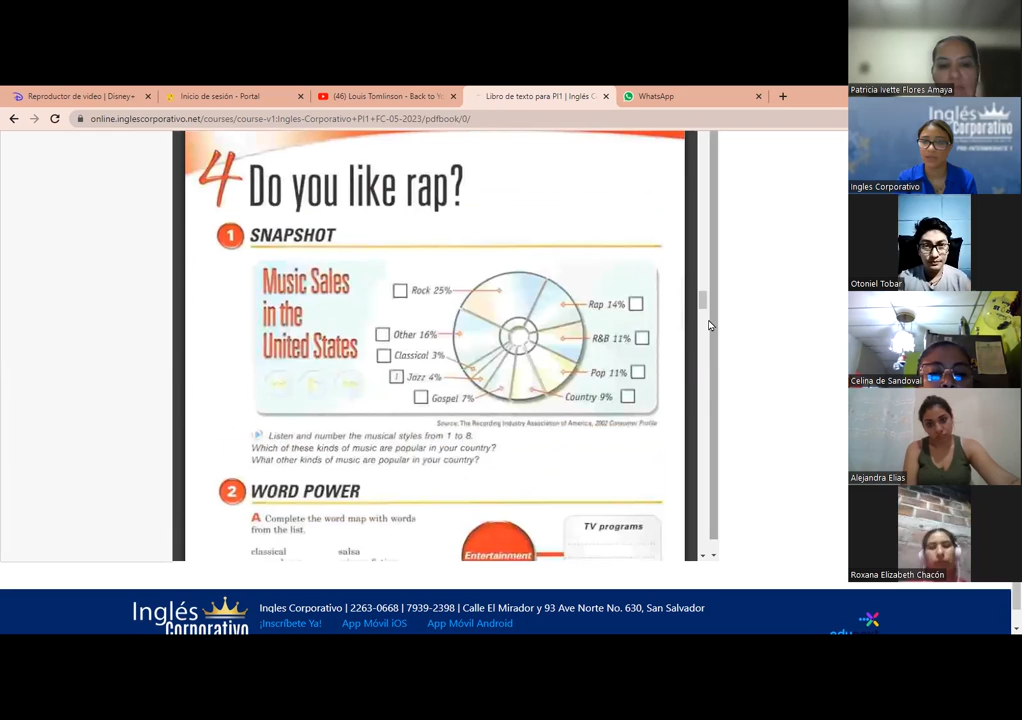 Reproductor de video | Disney+
Inicio de sesión - Portal
(46) Louis Tomlinson - Back to Yo
Libro de texto para PI1 | Inglés C
WhatsApp
online.inglescorporativo.net/courses/course-v1:Ingles-Corporativo+PI1+FC-05-2023/pdfbook/0/
4 Do you like rap?
1 SNAPSHOT
Music Sales
in the
United States
Rock 25%
Other 16%
Classical 3%
1 Jazz 4%
Gospel 7%
Rap 14%
R&B 11%
Pop 11%
Country 9%
Source: The Recording Industry Association of America, 2002 Consumer Profile
Listen and number the musical styles from 1 to 8.
Which of these kinds of music are popular in your country?
What other kinds of music are popular in your country?
2 WORD POWER
A Complete the word map with words
from the list.
classical salsa
Entertainment
TV programs
Inglés
Corporativo
Ingles Corporativo | 2263-0668 | 7939-2398 | Calle El Mirador y 93 Ave Norte No. 630, San Salvador
¡Inscríbete Ya! App Móvil iOS App Móvil Android
Patricia Ivette Flores Amaya
Inglés
Corporativo
PRE-INTERMEDIATE 1
Ingles Corporativo
Otoniel Tobar
Celina de Sandoval
Alejandra Elias
Roxana Elizabeth Chacón